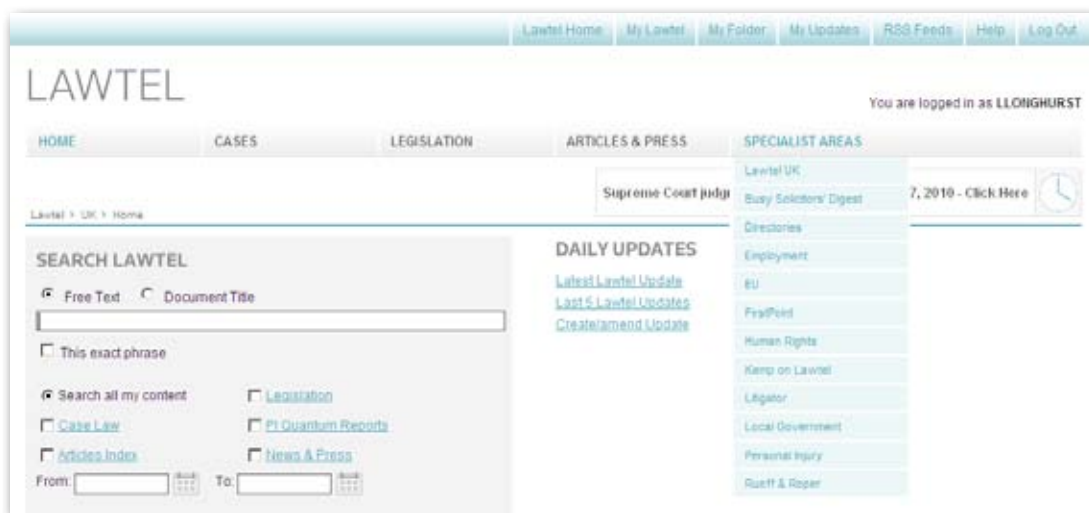 Lawtel Home My Lawtel My Folder My Updates RSS Feeds Help Log Out
LAWTEL
You are logged in as LLONGHURST
HOME CASES LEGISLATION ARTICLES & PRESS SPECIALIST AREAS
Supreme Court judg 7, 2010 - Click Here
Lawtel > UK > Home
SEARCH LAWTEL
Free Text Document Title
This exact phrase
Search all my content Legislation
Case Law PI Quantum Reports
Articles Index News & Press
From: To:
DAILY UPDATES
Latest Lawtel Update
Last 5 Lawtel Updates
Create/amend Update
Lawtel UK
Busy Solicitors' Digest
Directories
Employment
EU
FirstPoint
Human Rights
Kemp on Lawtel
Litigator
Local Government
Personal Injury
Rueff & Roper